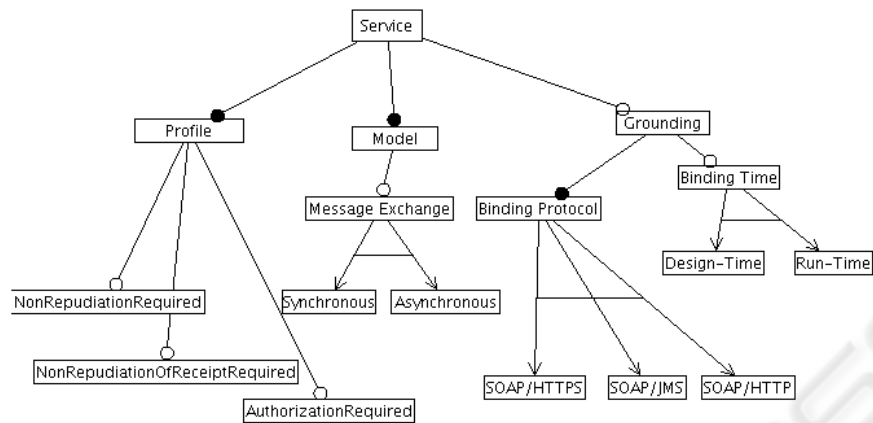 Service
Profile
Model
Grounding
Message Exchange
Binding Protocol
Binding Time
NonRepudiationRequired
Synchronous
Asynchronous
Design-Time
Run-Time
NonRepudiationOfReceiptRequired
AuthorizationRequired
SOAP/HTTPS
SOAP/JMS
SOAP/HTTP